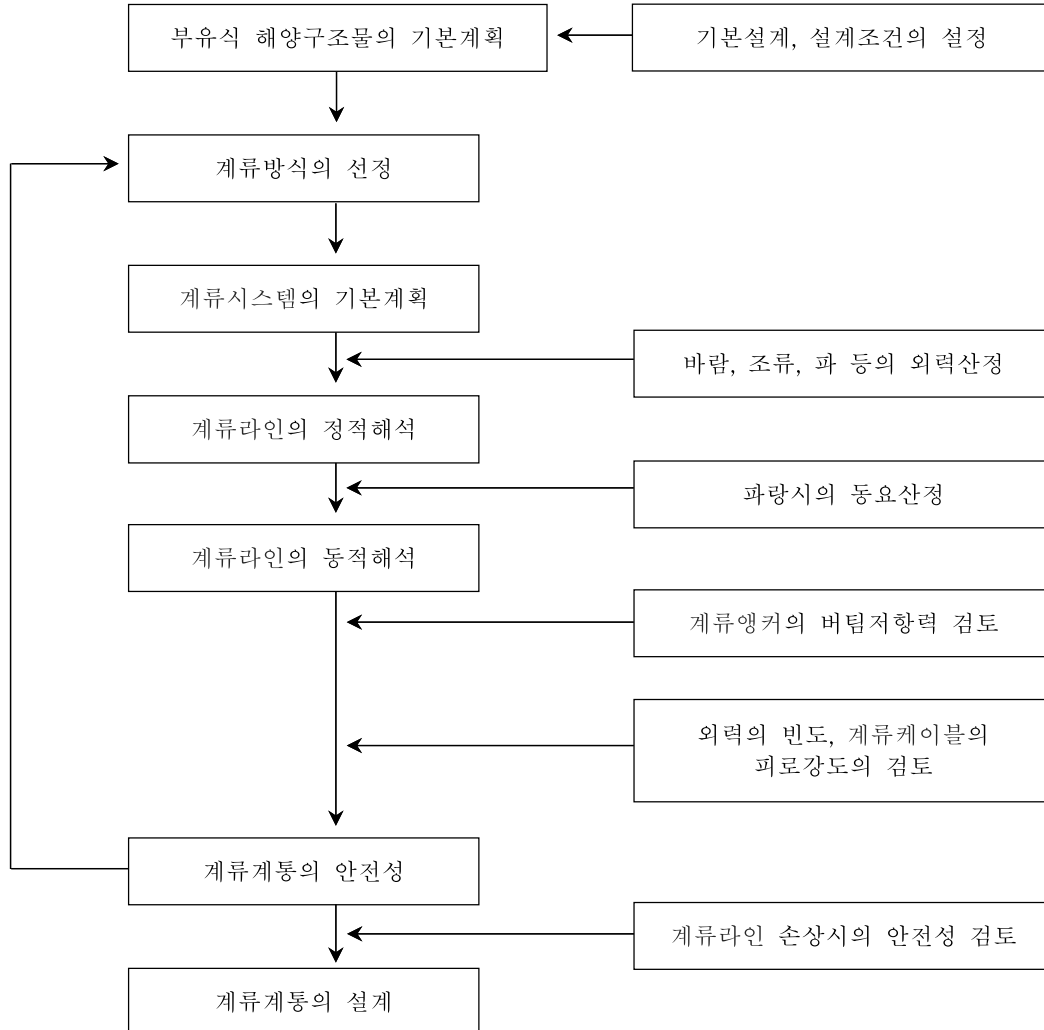 부유식 해양구조물의 기본계획
기본설계, 설계조건의 설정
계류방식의 선정
계류시스템의 기본계획
바람, 조류, 파 등의 외력산정
계류라인의 정적해석
파랑시의 동요산정
계류라인의 동적해석
계류앵커의 버팀저항력 검토
외력의 빈도, 계류케이블의
피로강도의 검토
계류계통의 안전성
계류라인 손상시의 안전성 검토
계류계통의 설계